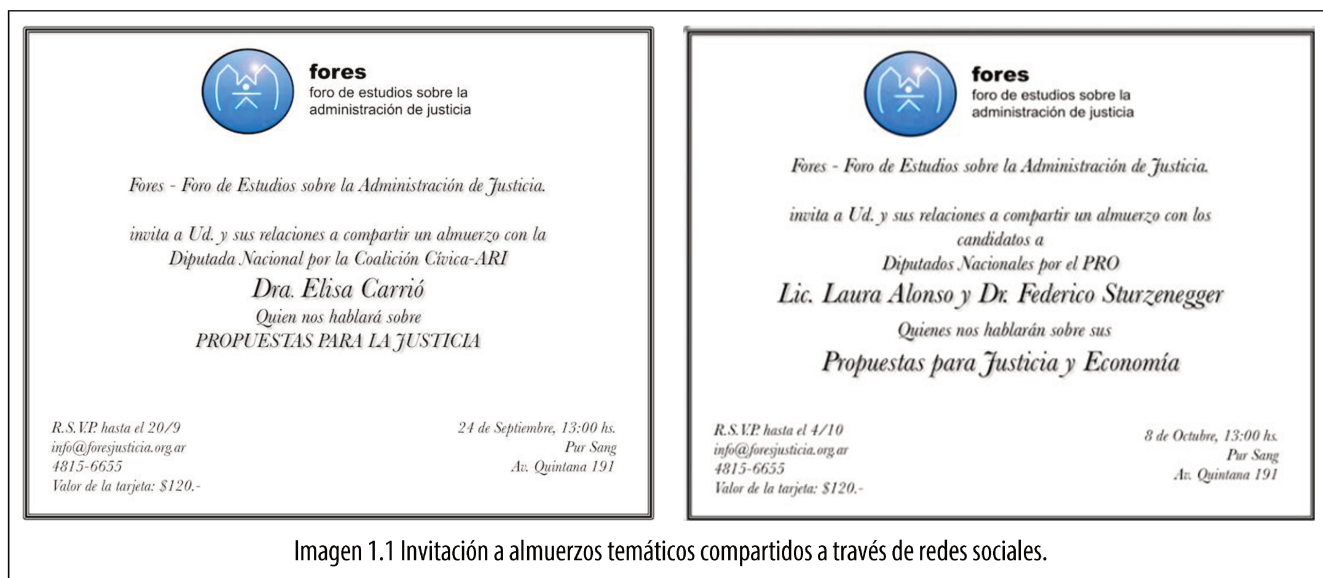 fores
foro de estudios sobre la
administración de justicia
Fores - Foro de Estudios sobre la Administración de Justicia.
invita a Ud. y sus relaciones a compartir un almuerzo con la
Diputada Nacional por la Coalición Cívica-ARI
Dra. Elisa Carrió
Quien nos hablará sobre
PROPUESTAS PARA LA JUSTICIA
R.S.V.P. hasta el 20/9
info@foresjusticia.org.ar
4815-6655
Valor de la tarjeta: $120.-
24 de Septiembre, 13:00 hs.
Pur Sang
Av. Quintana 191
fores
foro de estudios sobre la
administración de justicia
Fores - Foro de Estudios sobre la Administración de Justicia.
invita a Ud. y sus relaciones a compartir un almuerzo con los
candidatos a
Diputados Nacionales por el PRO
Lic. Laura Alonso y Dr. Federico Sturzenegger
Quienes nos hablarán sobre sus
Propuestas para Justicia y Economía
R.S.V.P. hasta el 4/10
info@foresjusticia.org.ar
4815-6655
Valor de la tarjeta: $120.-
8 de Octubre, 13:00 hs.
Pur Sang
Av. Quintana 191
Imagen 1.1 Invitación a almuerzos temáticos compartidos a través de redes sociales.